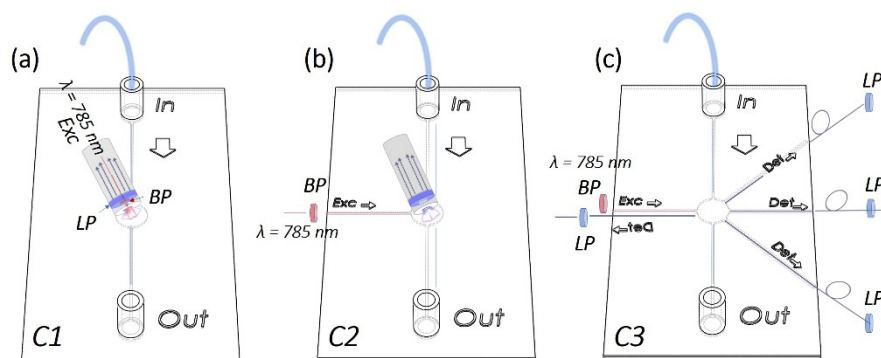 (a)
λ = 785 nm
Exc
In
LP
BP
Out
C1
(b)
In
BP
Exc
λ = 785 nm
Out
C2
(c)
In
LP
Det
λ = 785 nm
BP
Exc
Det
LP
LP
Det
Det
LP
Out
C3